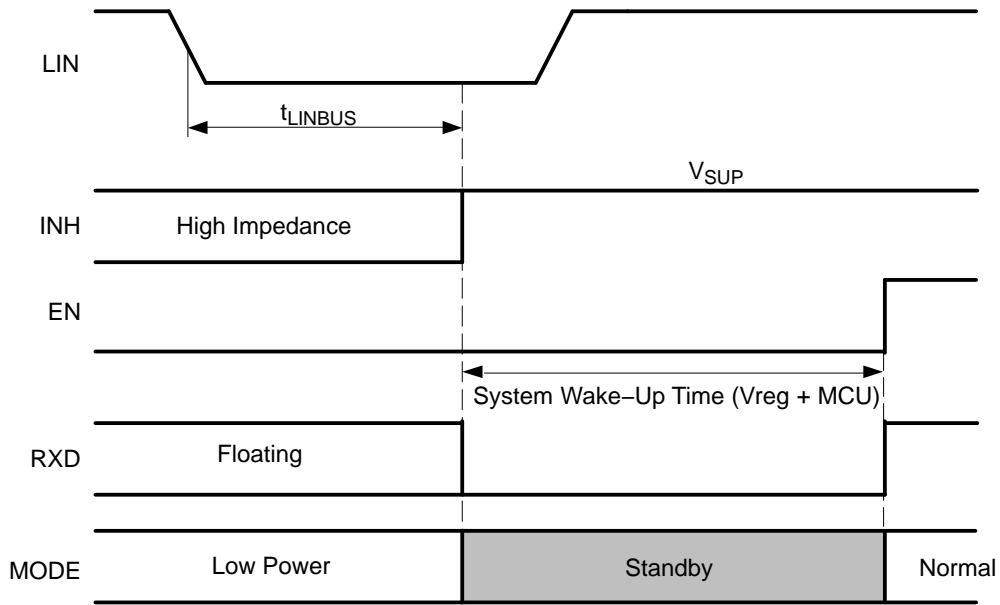 LIN
tLINBUS
VSUP
INH
High Impedance
EN
System Wake–Up Time (Vreg + MCU)
RXD
Floating
MODE
Low Power
Standby
Normal